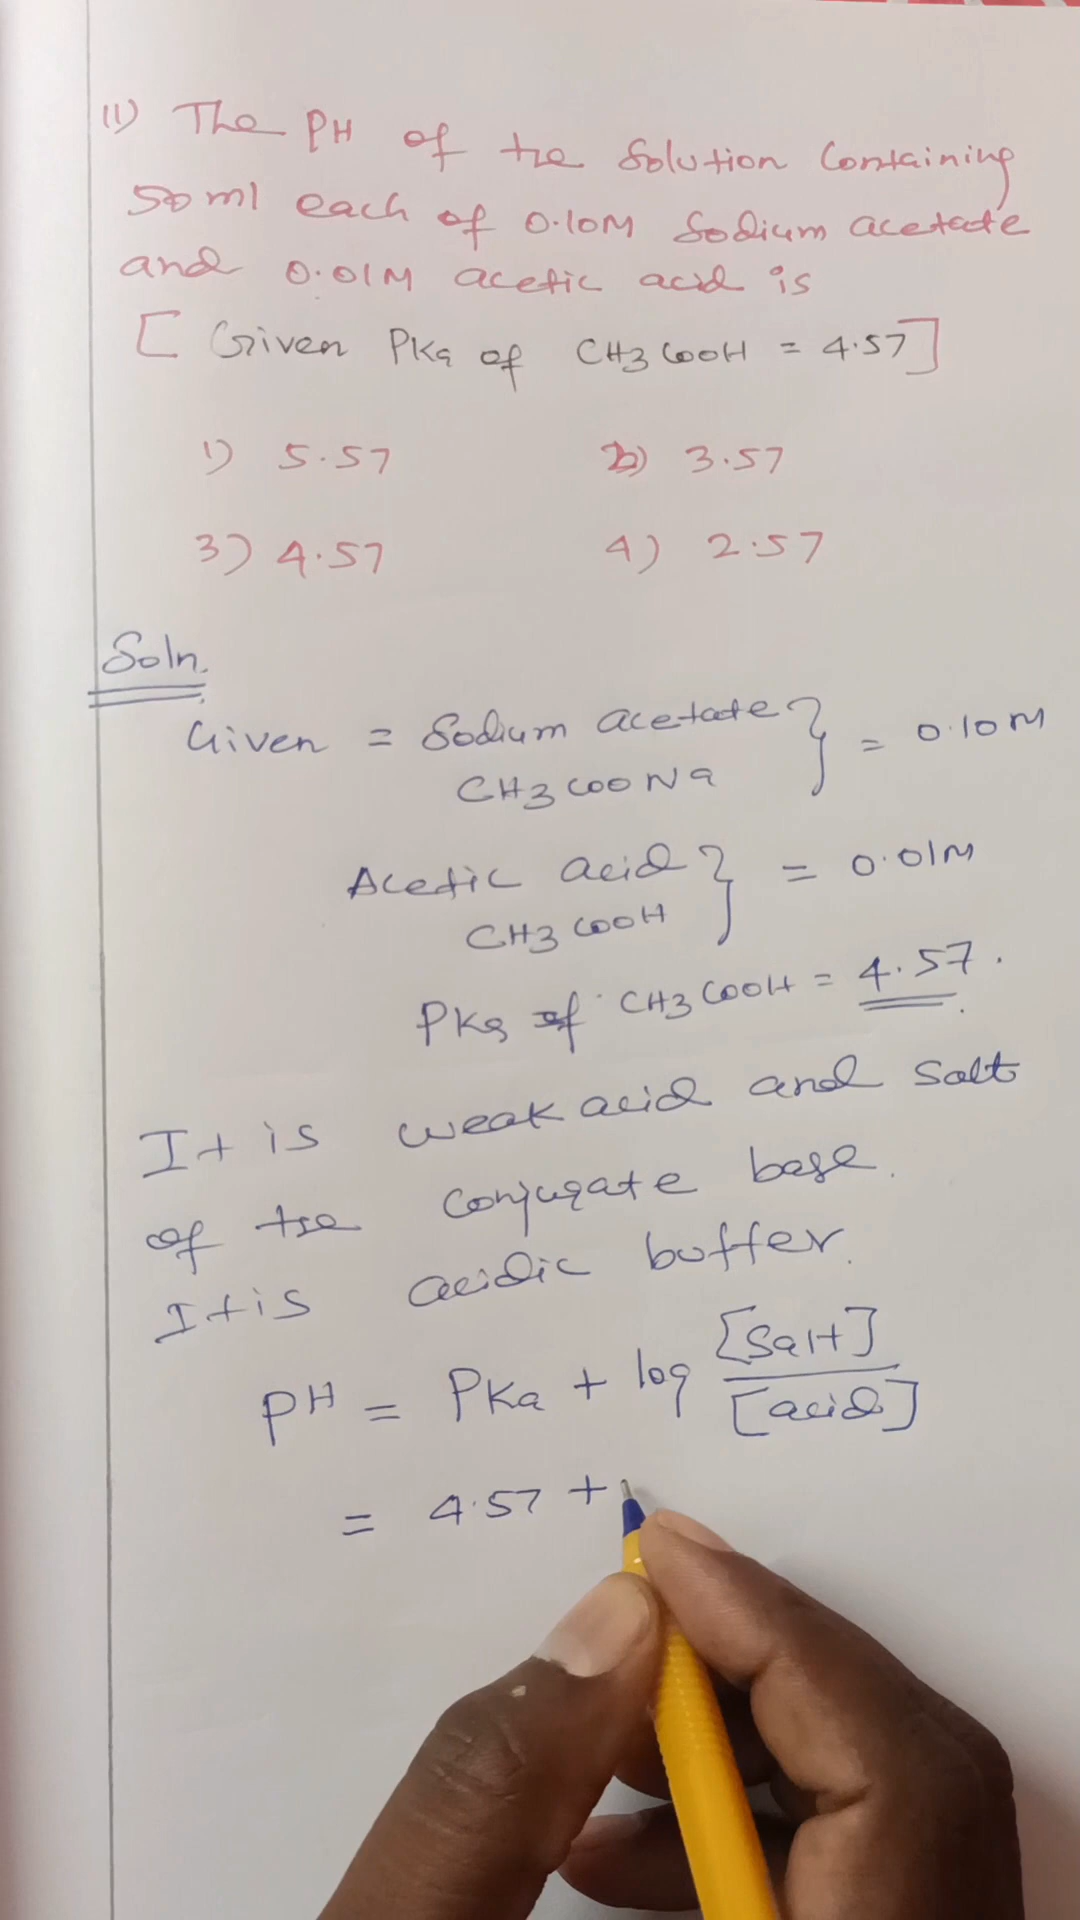 11) The PH of the Solution Containing
50ml each of 0.10M Sodium acetate
and 0.01M acetic acid is
[Given PKa of CH3COOH = 4.57]
1) 5.57 2) 3.57
3) 4.57 4) 2.57
Soln.
Given = Sodium acetate } = 0.10M
CH3COONa
Acetic acid } = 0.01M
CH3COOH
PKa of CH3COOH = 4.57.
It is weak acid and salt
of the conjugate base.
It is acidic buffer.
PH = PKa + log [Salt]/[acid]
= 4.57 +